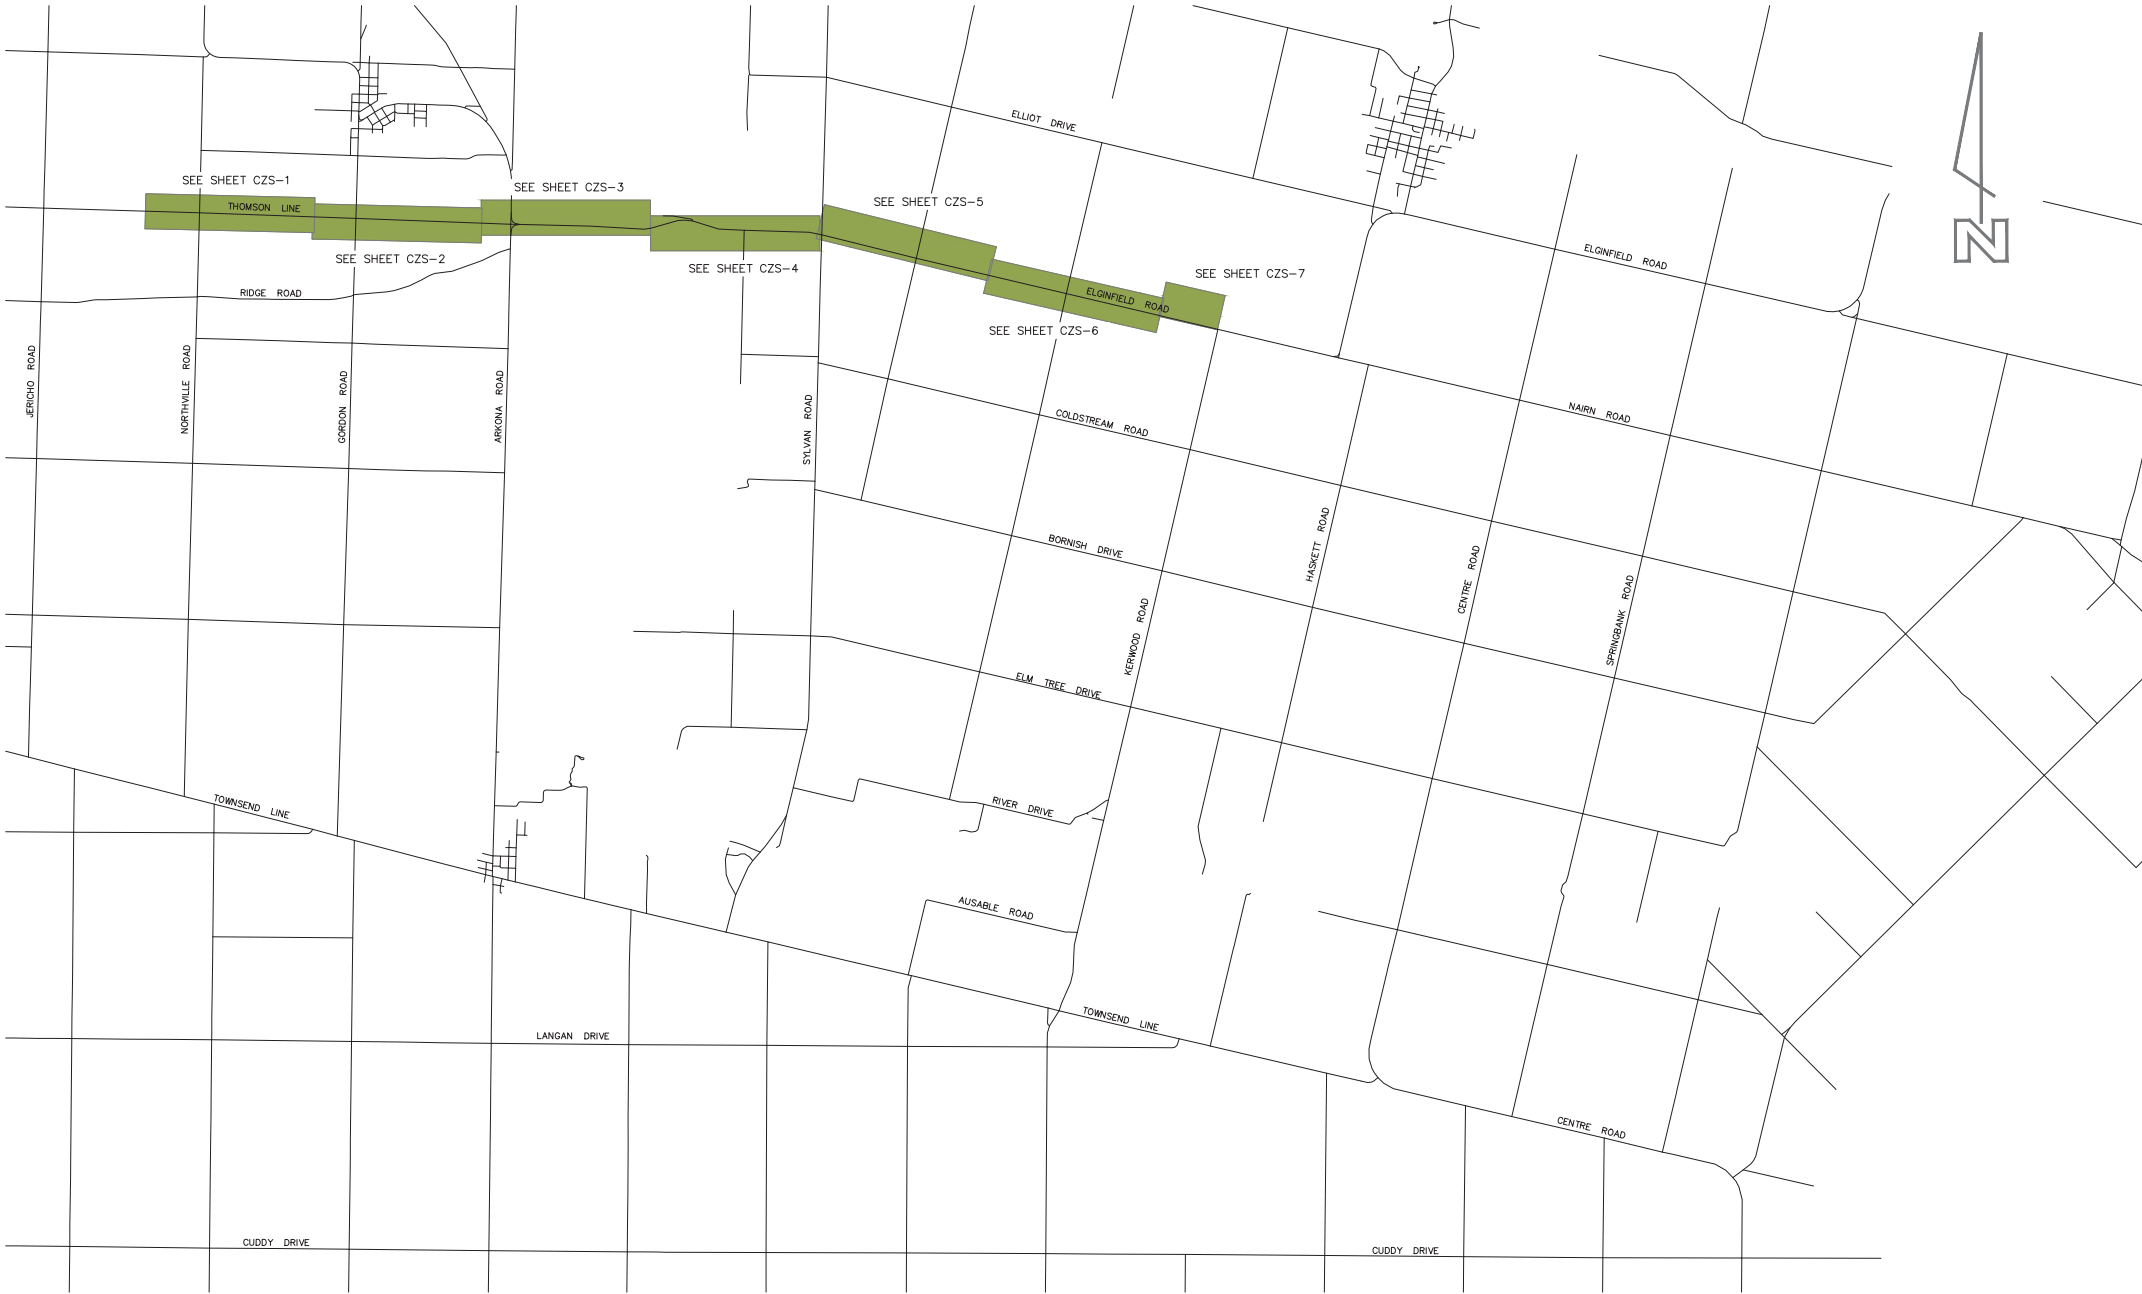 ELLIOT DRIVE
SEE SHEET CZS-1
SEE SHEET CZS-3
THOMSON LINE
SEE SHEET CZS-5
N
ELGINFIELD ROAD
SEE SHEET CZS-2
SEE SHEET CZS-4
SEE SHEET CZS-7
RIDGE ROAD
ELGINFIELD ROAD
SEE SHEET CZS-6
JERICHO ROAD
NORTHVILLE ROAD
GORDON ROAD
ARKONA ROAD
SYLVAN ROAD
COLDSTREAM ROAD
NAIRN ROAD
BORNISH DRIVE
HASKETT ROAD
CENTRE ROAD
SPRINGBANK ROAD
KERWOOD ROAD
ELM TREE DRIVE
TOWNSEND LINE
RIVER DRIVE
AUSABLE ROAD
TOWNSEND LINE
LANGAN DRIVE
CENTRE ROAD
CUDDY DRIVE
CUDDY DRIVE